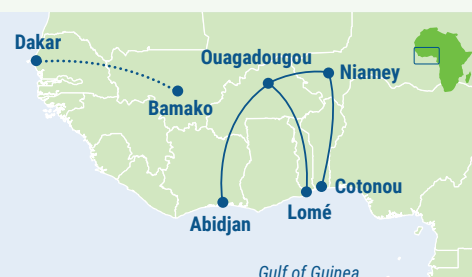 Dakar
Ouagadougou
Niamey
Bamako
Cotonou
Lomé
Abidjan
Gulf of Guinea